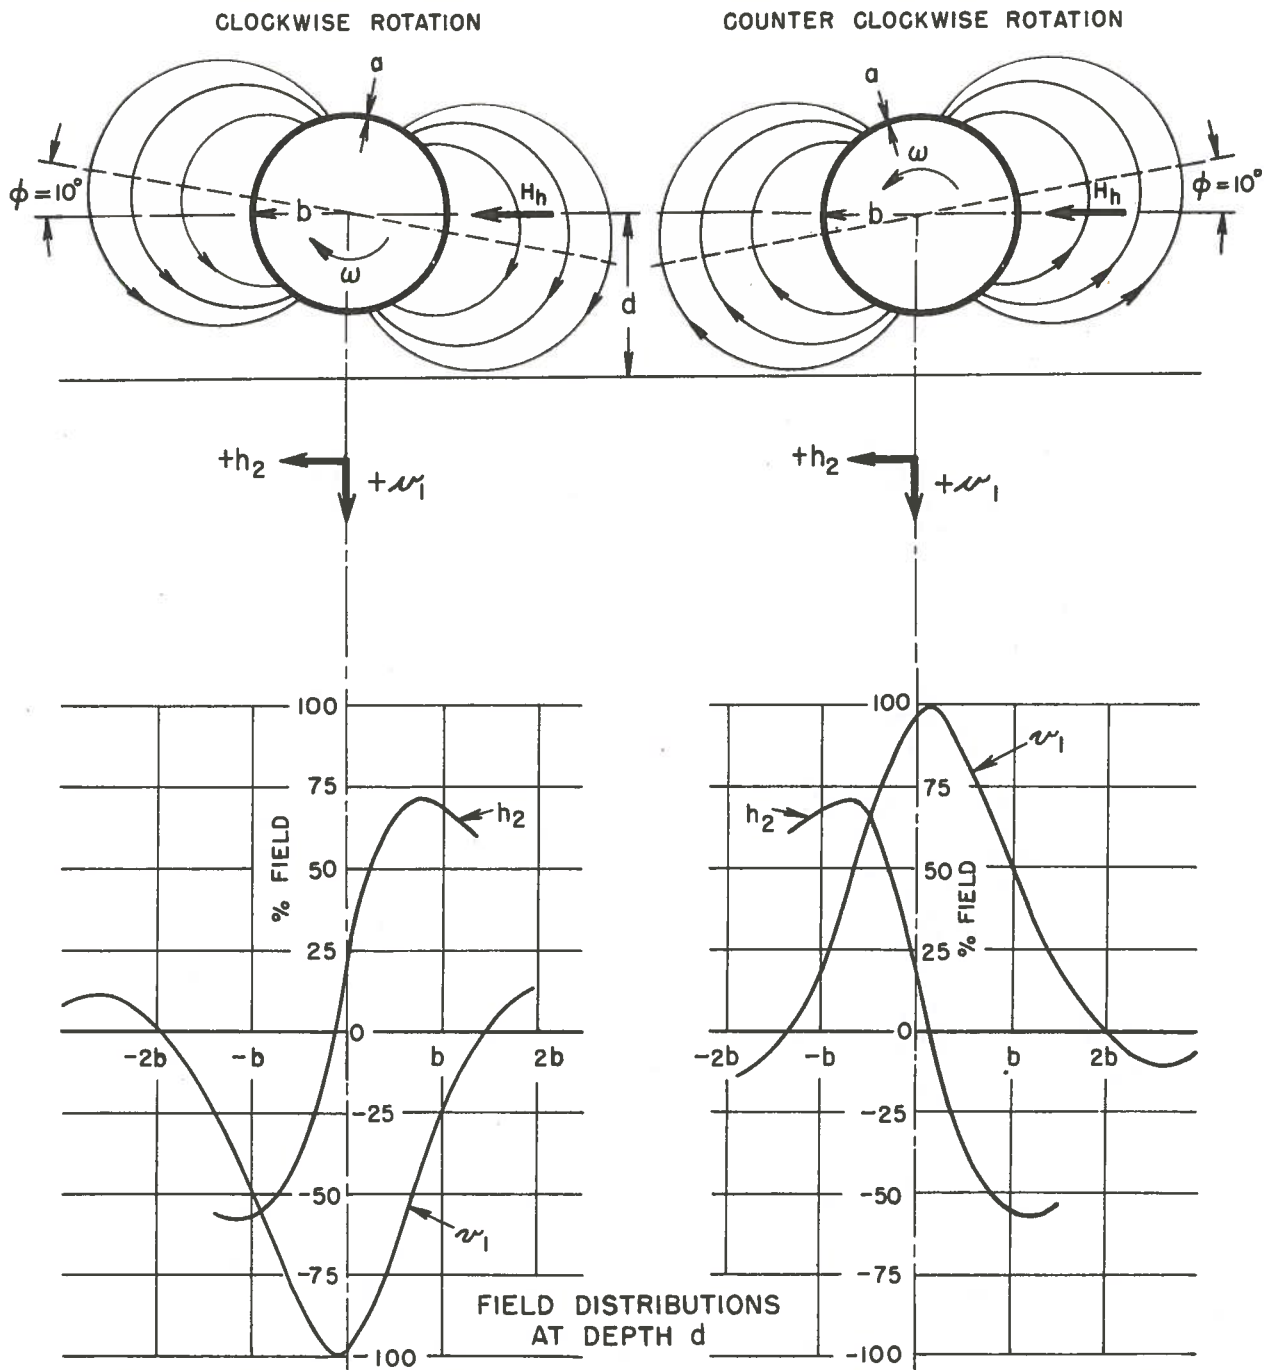 CLOCKWISE ROTATION
COUNTER CLOCKWISE ROTATION
a
a
ϕ=10°
b
Hh
ω
d
ω
b
Hh
ϕ=10°
+h2
+v1
+h2
+v1
100
75
50
25
0
-25
-50
-75
-100
% FIELD
h2
v1
-2b
-b
b
2b
100
75
50
25
0
-25
-50
-75
-100
% FIELD
h2
v1
-2b
-b
b
2b
FIELD DISTRIBUTIONS
AT DEPTH d